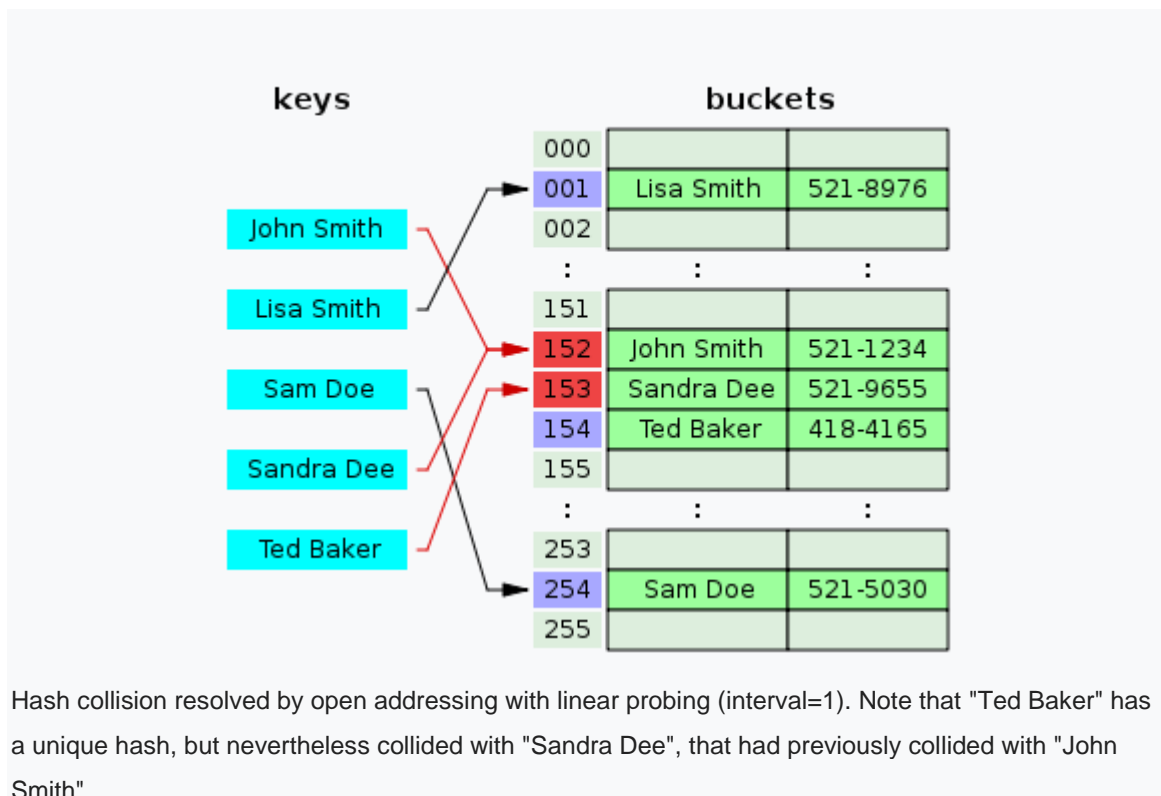 keys buckets
000
001 Lisa Smith 521-8976
John Smith 002
: : :
Lisa Smith 151
152 John Smith 521-1234
Sam Doe 153 Sandra Dee 521-9655
154 Ted Baker 418-4165
Sandra Dee 155
: : :
Ted Baker 253
254 Sam Doe 521-5030
255
Hash collision resolved by open addressing with linear probing (interval=1). Note that "Ted Baker" has
a unique hash, but nevertheless collided with "Sandra Dee", that had previously collided with "John
Smith"